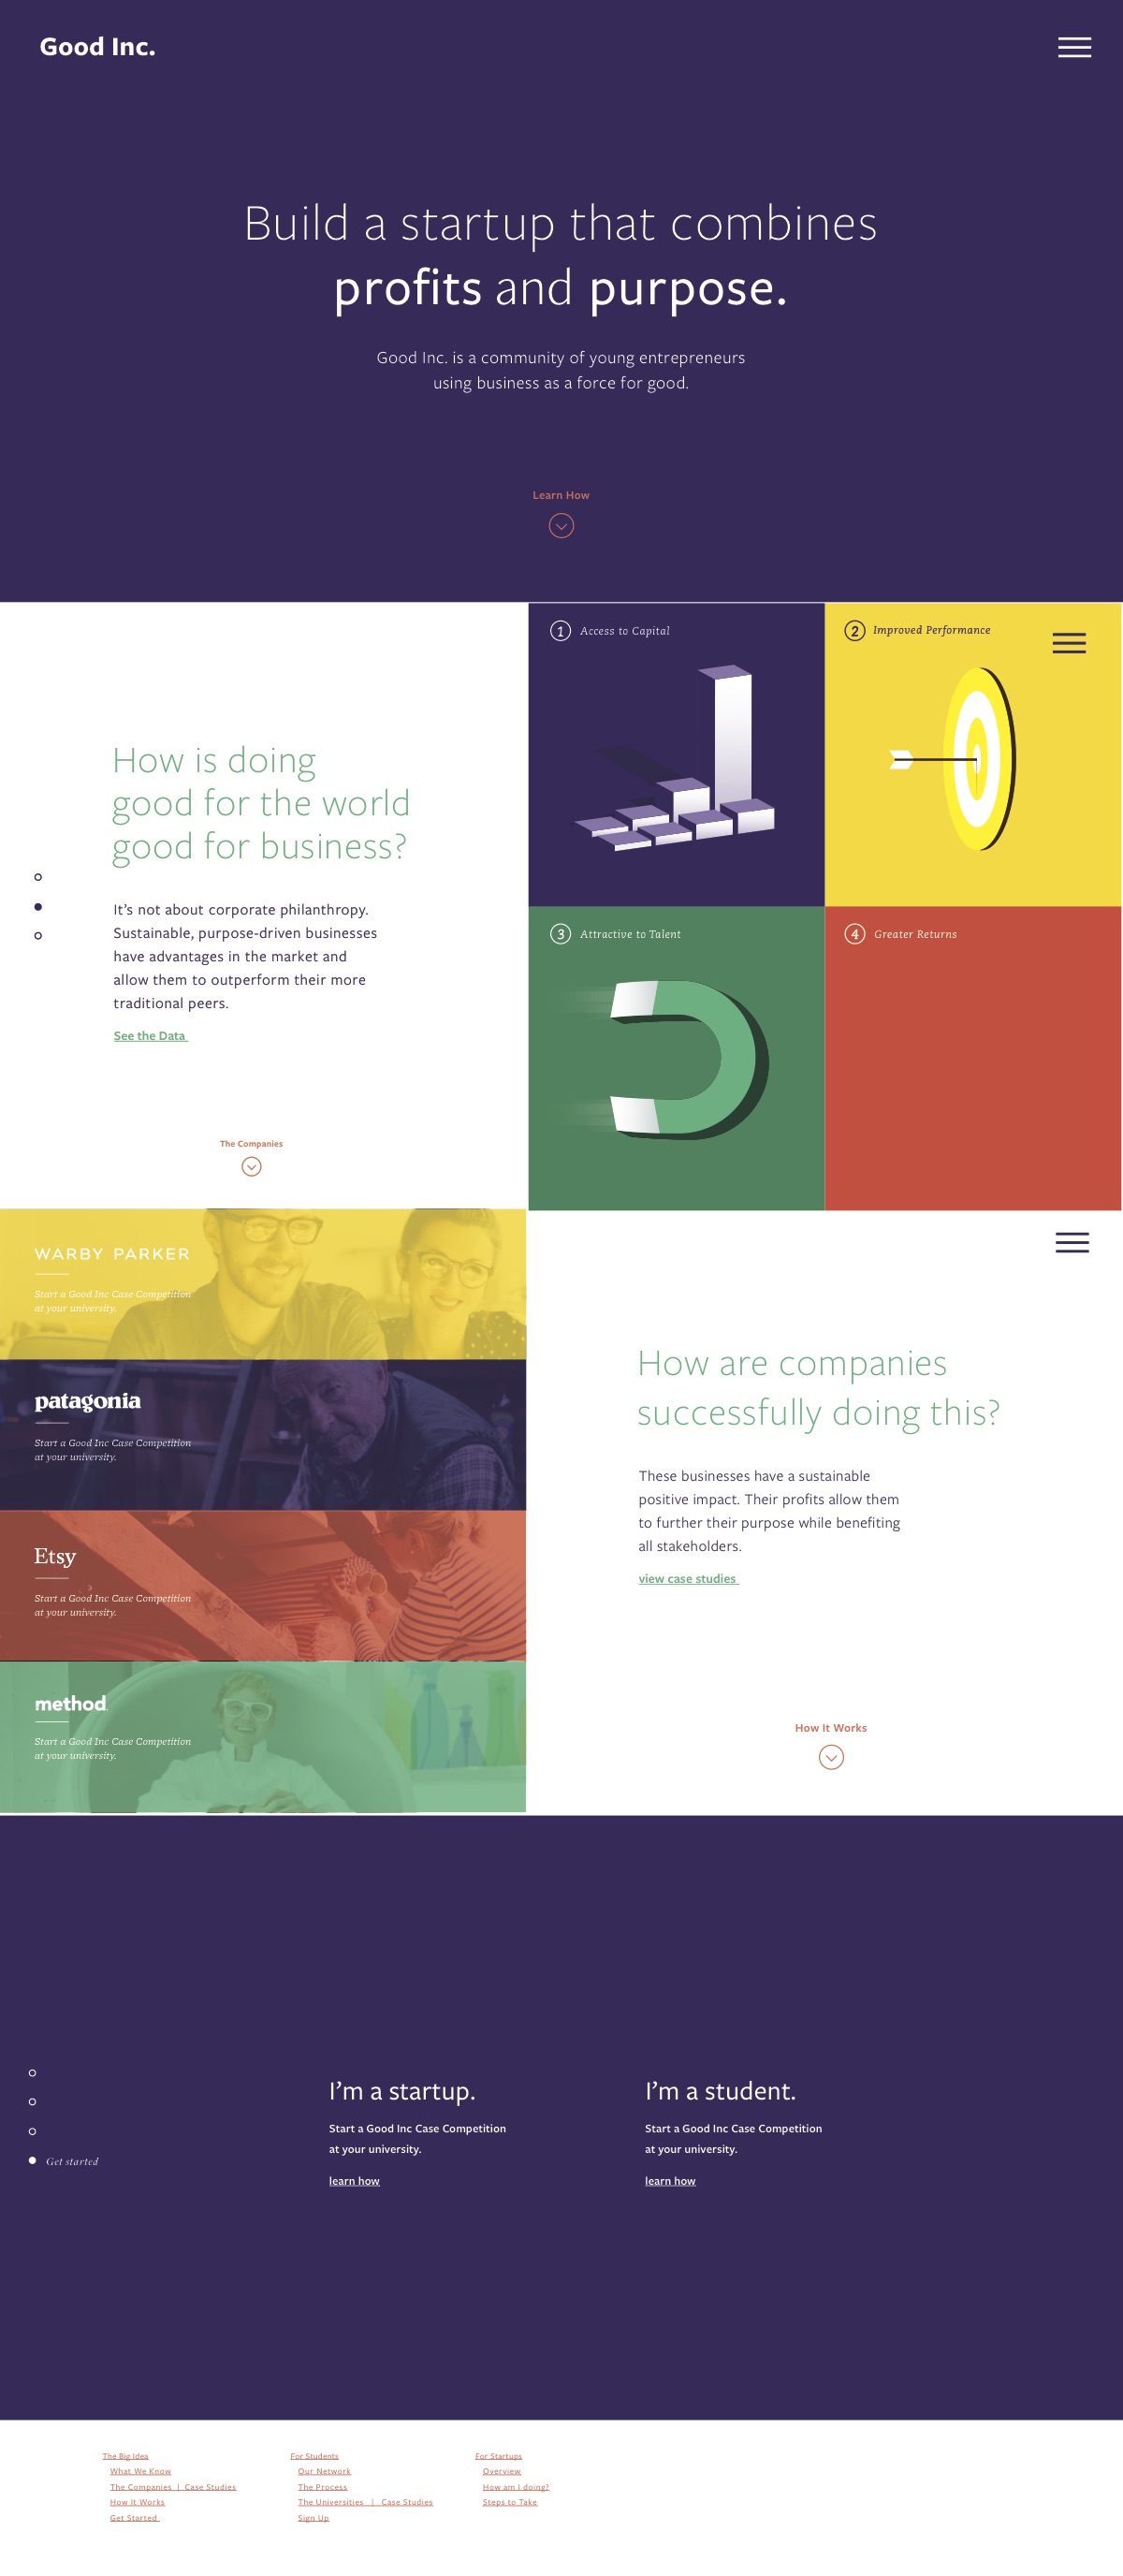 Good Inc.
Build a startup that combines
profits and purpose.
Good Inc. is a community of young entrepreneurs
using business as a force for good.
Learn How
How is doing
good for the world
good for business?
It’s not about corporate philanthropy.
Sustainable, purpose-driven businesses
have advantages in the market and
allow them to outperform their more
traditional peers.
See the Data
The Companies
1 Access to Capital
2 Improved Performance
3 Attractive to Talent
4 Greater Returns
WARBY PARKER
Start a Good Inc Case Competition
at your university.
patagonia
Start a Good Inc Case Competition
at your university.
Etsy
Start a Good Inc Case Competition
at your university.
method
Start a Good Inc Case Competition
at your university.
How are companies
successfully doing this?
These businesses have a sustainable
positive impact. Their profits allow them
to further their purpose while benefiting
all stakeholders.
view case studies
How It Works
Get started
I’m a startup.
Start a Good Inc Case Competition
at your university.
learn how
I’m a student.
Start a Good Inc Case Competition
at your university.
learn how
The Big Idea
What We Know
The Companies | Case Studies
How It Works
Get Started
For Students
Our Network
The Process
The Universities | Case Studies
Sign Up
For Startups
Overview
How am I doing?
Steps to Take